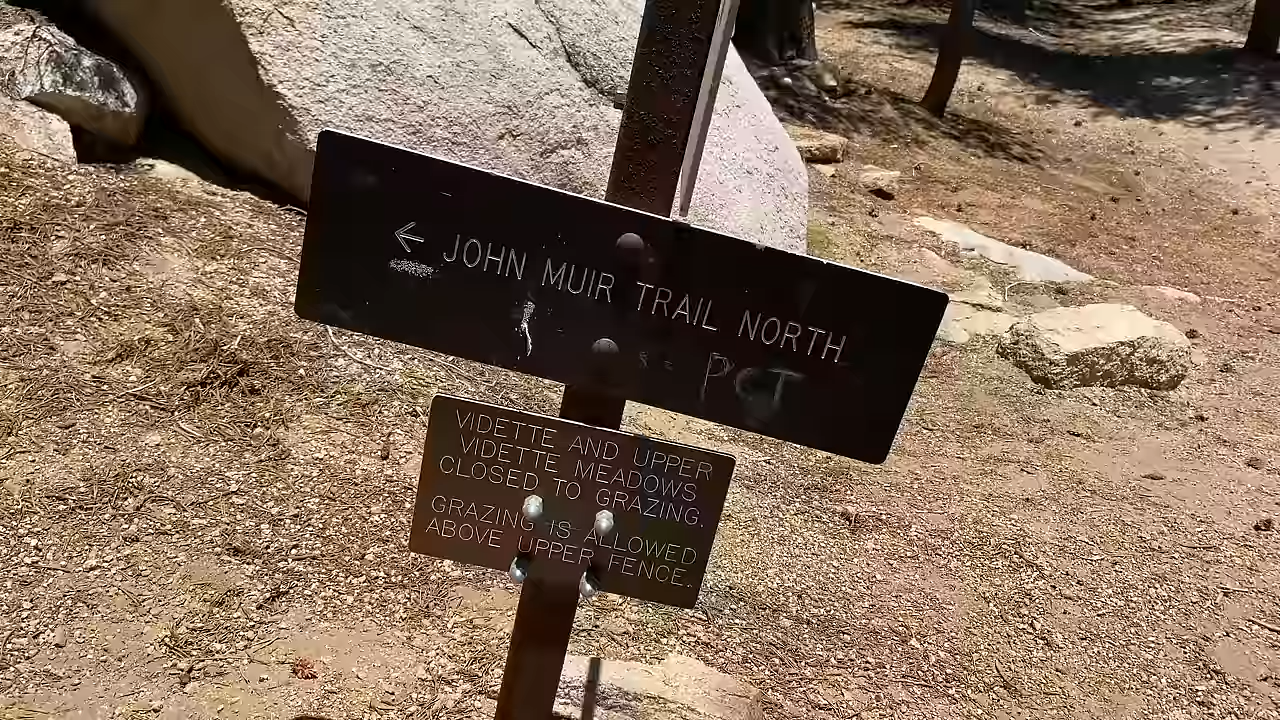 ← JOHN MUIR TRAIL NORTH
PCT
VIDETTE AND UPPER
VIDETTE MEADOWS
CLOSED TO GRAZING.
GRAZING IS ALLOWED
ABOVE UPPER FENCE.